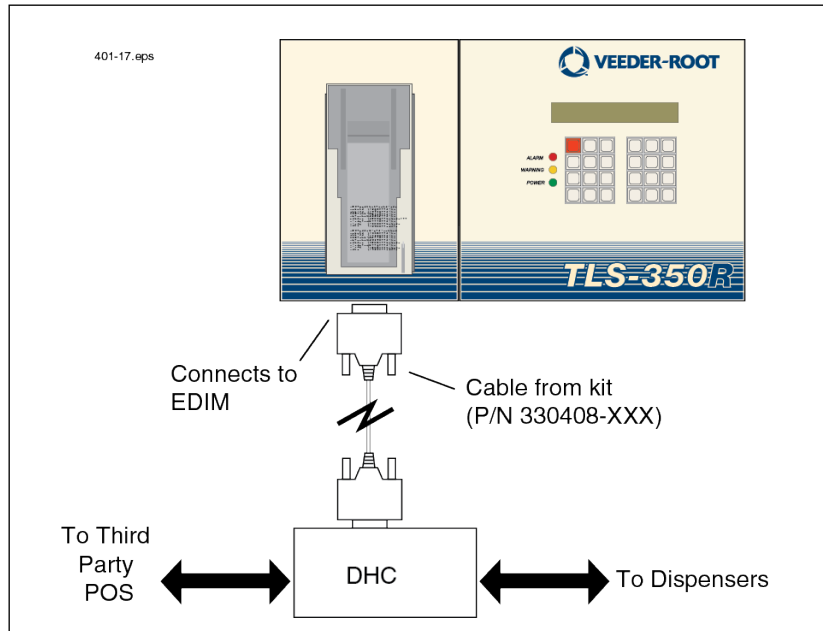 401-17.eps
VEEDER-ROOT
ALARM
WARNING
POWER
TLS-350R
Connects to
EDIM
Cable from kit
(P/N 330408-XXX)
To Third
Party
POS
DHC
To Dispensers